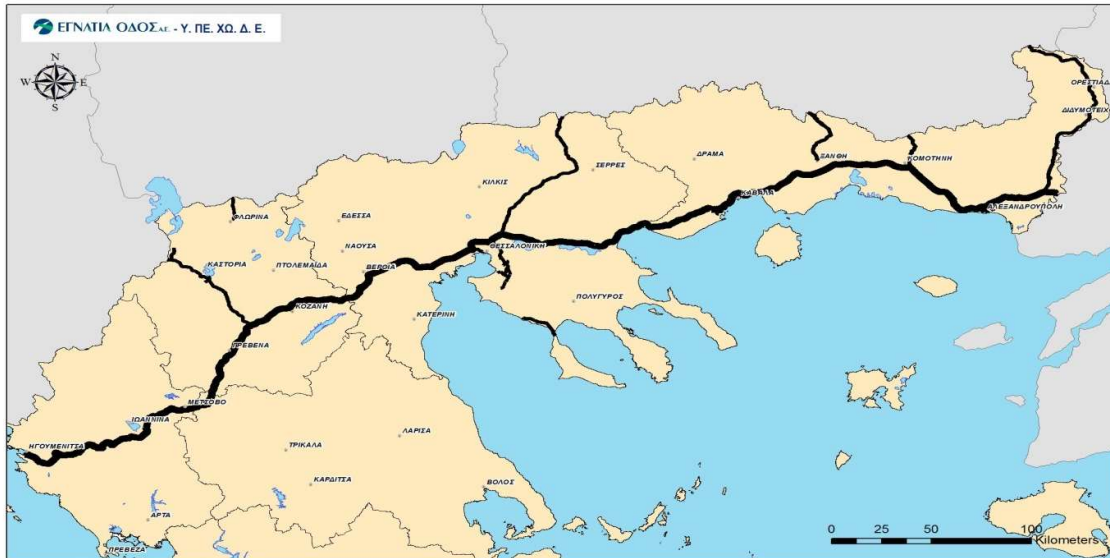 ΕΓΝΑΤΙΑ ΟΔΟΣ Α.Ε. - Υ. ΠΕ. ΧΩ. Δ. Ε.
N
W E
S
ΟΡΕΣΤΙΑΔ
ΔΙΔΥΜΟΤΕΙΧ
ΣΕΡΡΕΣ
ΔΡΑΜΑ
ΞΑΝΘΗ
ΚΟΜΟΤΗΝΗ
ΚΙΛΚΙΣ
ΚΑΒΑΛΑ
ΑΛΕΞΑΝΔΡΟΥΠΟΛΗ
ΦΛΩΡΙΝΑ
ΕΔΕΣΣΑ
ΝΑΟΥΣΑ
ΘΕΣΣΑΛΟΝΙΚΗ
ΚΑΣΤΟΡΙΑ
ΠΤΟΛΕΜΑΪΔΑ
ΒΕΡΟΙΑ
ΠΟΛΥΓΥΡΟΣ
ΚΟΖΑΝΗ
ΚΑΤΕΡΙΝΗ
ΓΡΕΒΕΝΑ
ΜΕΤΣΟΒΟ
ΙΩΑΝΝΙΝΑ
ΗΓΟΥΜΕΝΙΤΣΑ
ΛΑΡΙΣΑ
ΤΡΙΚΑΛΑ
ΚΑΡΔΙΤΣΑ
ΒΟΛΟΣ
ΑΡΤΑ
ΠΡΕΒΕΖΑ
0 25 50 100
Kilometers